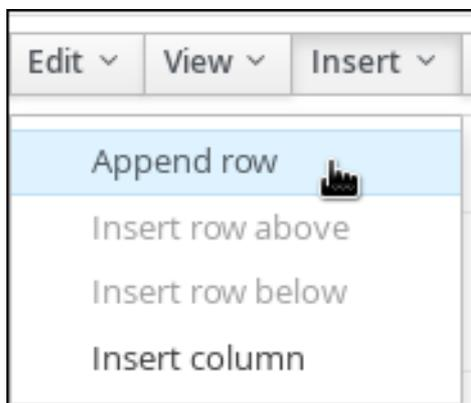 Edit View Insert
Append row
Insert row above
Insert row below
Insert column